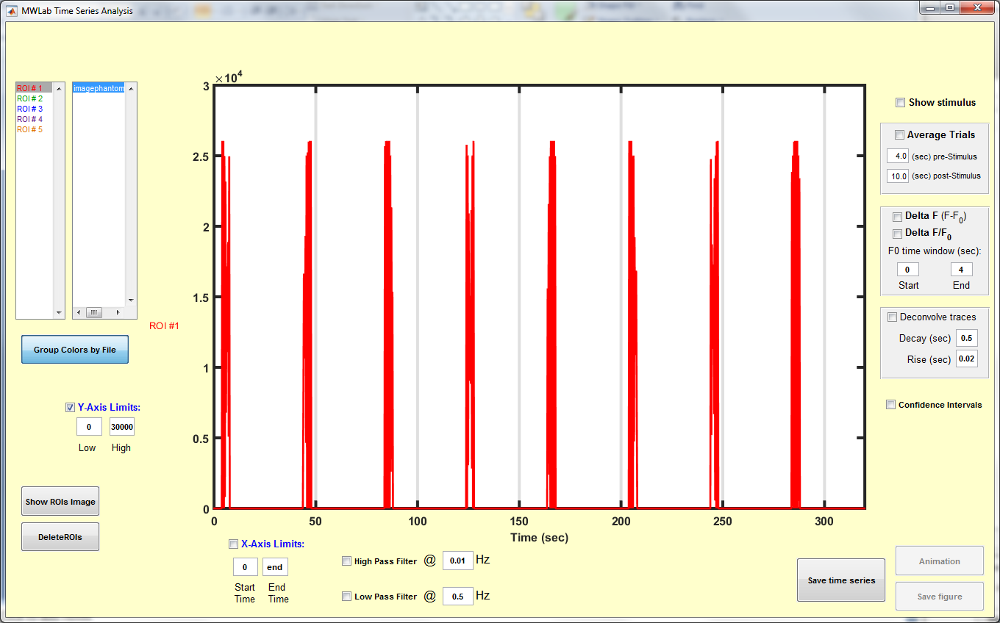 MWLab Time Series Analysis
ROI # 1
ROI # 2
ROI # 3
ROI # 4
ROI # 5
imagephantom
ROI #1
Group Colors by File
Y-Axis Limits:
0 30000
Low High
Show ROIs Image
DeleteROIs
×10⁴
3
2.5
2
1.5
1
0.5
0
0 50 100 150 200 250 300
Time (sec)
X-Axis Limits:
0 end
Start Time End Time
High Pass Filter @ 0.01 Hz
Low Pass Filter @ 0.5 Hz
Show stimulus
Average Trials
4.0 (sec) pre-Stimulus
10.0 (sec) post-Stimulus
Delta F (F-F₀)
Delta F/F₀
F0 time window (sec):
0 4
Start End
Deconvolve traces
Decay (sec) 0.5
Rise (sec) 0.02
Confidence Intervals
Save time series
Animation
Save figure